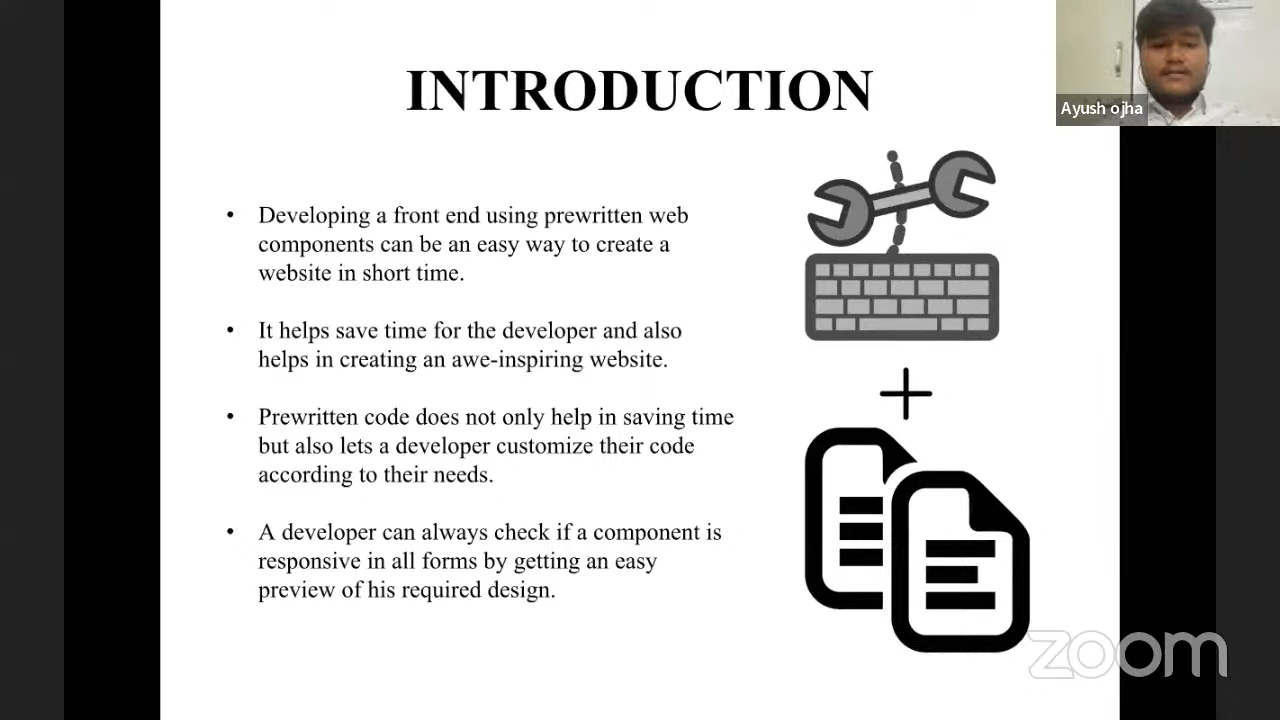 INTRODUCTION
Ayush ojha
• Developing a front end using prewritten web
components can be an easy way to create a
website in short time.
• It helps save time for the developer and also
helps in creating an awe-inspiring website.
• Prewritten code does not only help in saving time
but also lets a developer customize their code
according to their needs.
• A developer can always check if a component is
responsive in all forms by getting an easy
preview of his required design.
zoom